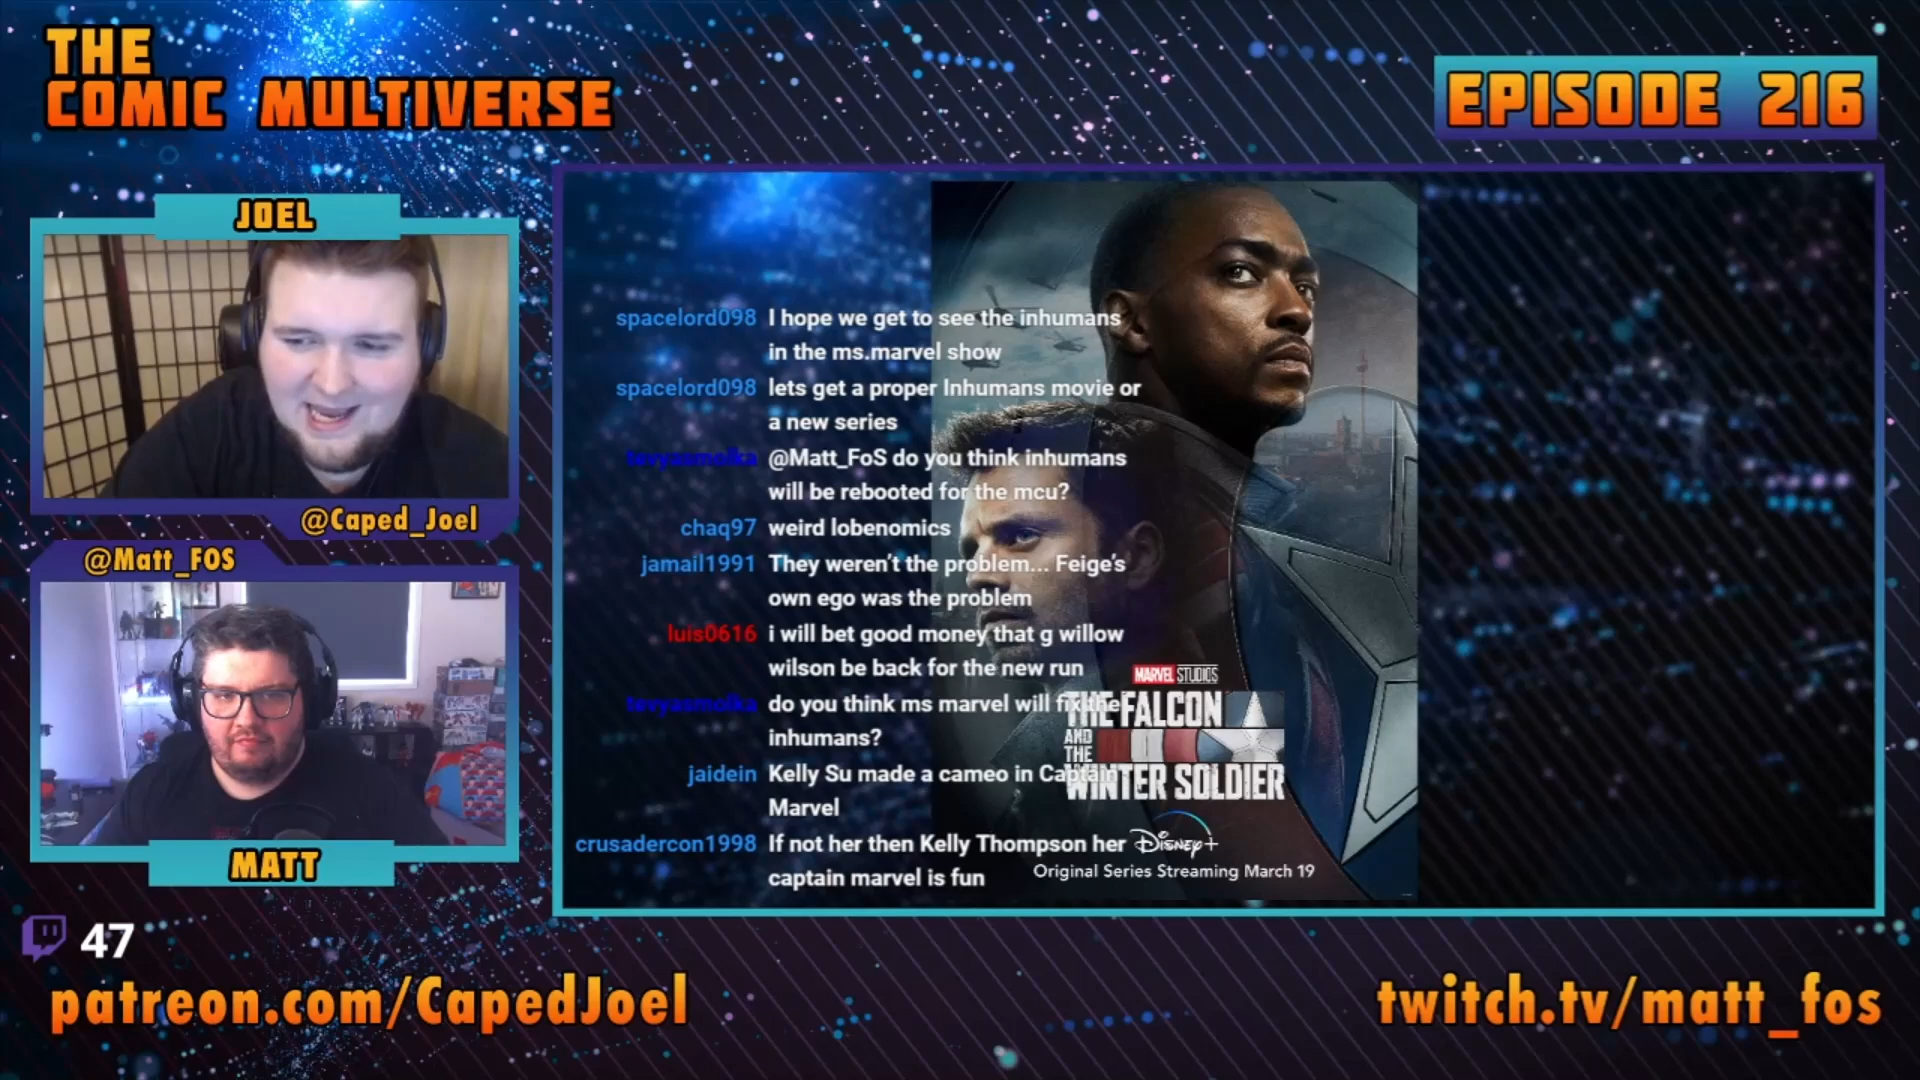 THE
COMIC MULTIVERSE
EPISODE 216
JOEL
@Caped_Joel
@Matt_FOS
MATT
spacelord098 I hope we get to see the inhumans
in the ms.marvel show
spacelord098 lets get a proper Inhumans movie or
a new series
tevyasmolka @Matt_FoS do you think inhumans
will be rebooted for the mcu?
chaq97 weird lobenomics
jamail1991 They weren't the problem... Feige's
own ego was the problem
luis0616 i will bet good money that g willow
wilson be back for the new run
tevyasmolka do you think ms marvel will fix the
inhumans?
jaidein Kelly Su made a cameo in Captain
Marvel
crusadercon1998 If not her then Kelly Thompson her
captain marvel is fun
MARVEL STUDIOS
THE FALCON
AND
THE
WINTER SOLDIER
Disney+
Original Series Streaming March 19
47
patreon.com/CapedJoel
twitch.tv/matt_fos